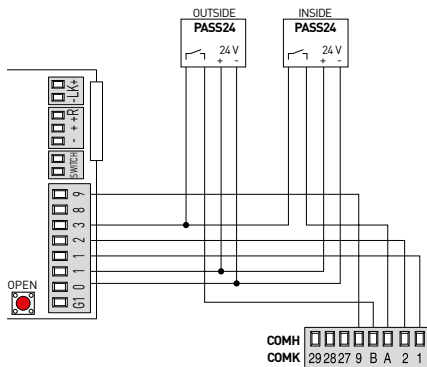 OUTSIDE
PASS24
24 V
+ -
INSIDE
PASS24
24 V
+ -
-LK+
- + +R
SWITCH
9
8
3
2
1
1
0
G1
OPEN
COMH
COMK 29 28 27 9 B A 2 1